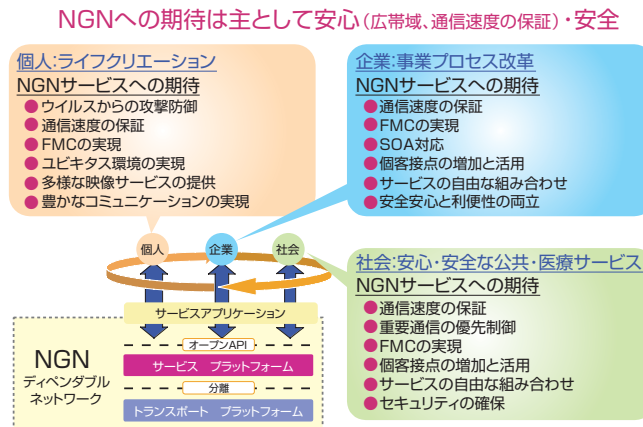 NGNへの期待は主として安心(広帯域、通信速度の保証)・安全
個人:ライフクリエーション
NGNサービスへの期待
●ウイルスからの攻撃防御
●通信速度の保証
●FMCの実現
●ユビキタス環境の実現
●多様な映像サービスの提供
●豊かなコミュニケーションの実現
企業:事業プロセス改革
NGNサービスへの期待
●通信速度の保証
●FMCの実現
●SOA対応
●個客接点の増加と活用
●サービスの自由な組み合わせ
●安全安心と利便性の両立
個人
企業
社会
社会:安心・安全な公共・医療サービス
NGNサービスへの期待
●通信速度の保証
●重要通信の優先制御
●FMCの実現
●個客接点の増加と活用
●サービスの自由な組み合わせ
●セキュリティの確保
サービスアプリケーション
オープンAPI
サービス プラットフォーム
分離
トランスポート プラットフォーム
NGN
ディペンダブル
ネットワーク